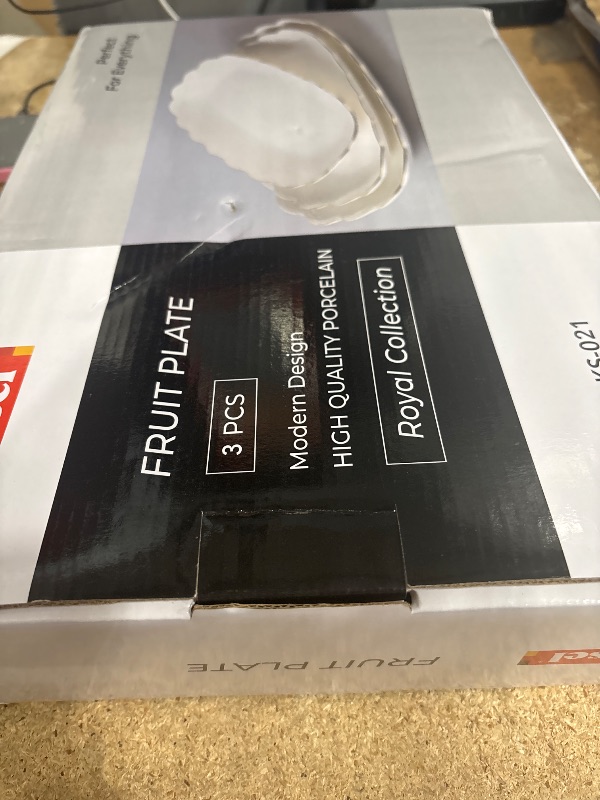 Perfect
For Everything
FRUIT PLATE
3 PCS
Modern Design
HIGH QUALITY PORCELAIN
Royal Collection
FRUIT PLATE